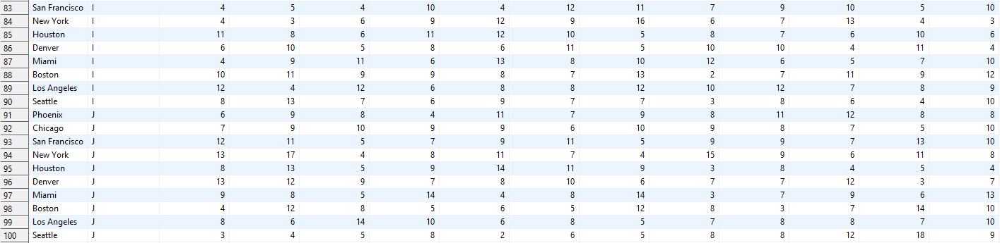 83 San Francisco I 4 5 4 10 4 12 11 7 9 10 5 10
84 New York I 4 3 6 9 12 9 16 6 7 13 4 3
85 Houston I 11 8 6 11 12 10 5 8 7 6 10 6
86 Denver I 6 10 5 8 6 11 5 10 10 4 11 4
87 Miami I 4 9 11 6 13 8 10 12 6 5 7 10
88 Boston I 10 11 9 9 8 7 13 2 7 11 9 12
89 Los Angeles I 12 4 12 6 8 8 12 10 12 7 8 9
90 Seattle I 8 13 7 6 9 7 7 3 8 6 4 10
91 Phoenix J 6 9 8 4 11 7 9 8 11 12 8 8
92 Chicago J 7 9 10 9 9 6 10 9 8 7 5 10
93 San Francisco J 12 11 5 7 9 11 5 9 9 7 13 10
94 New York J 13 17 4 8 11 7 4 15 9 6 11 8
95 Houston J 8 13 5 9 14 11 9 3 8 4 5 4
96 Denver J 13 12 9 7 8 10 6 7 7 12 3 7
97 Miami J 9 8 5 14 4 8 14 3 7 9 6 13
98 Boston J 4 12 8 5 6 5 12 8 3 7 14 10
99 Los Angeles J 8 6 14 10 6 8 5 7 8 8 7 10
100 Seattle J 3 4 5 8 2 6 5 8 8 12 18 9